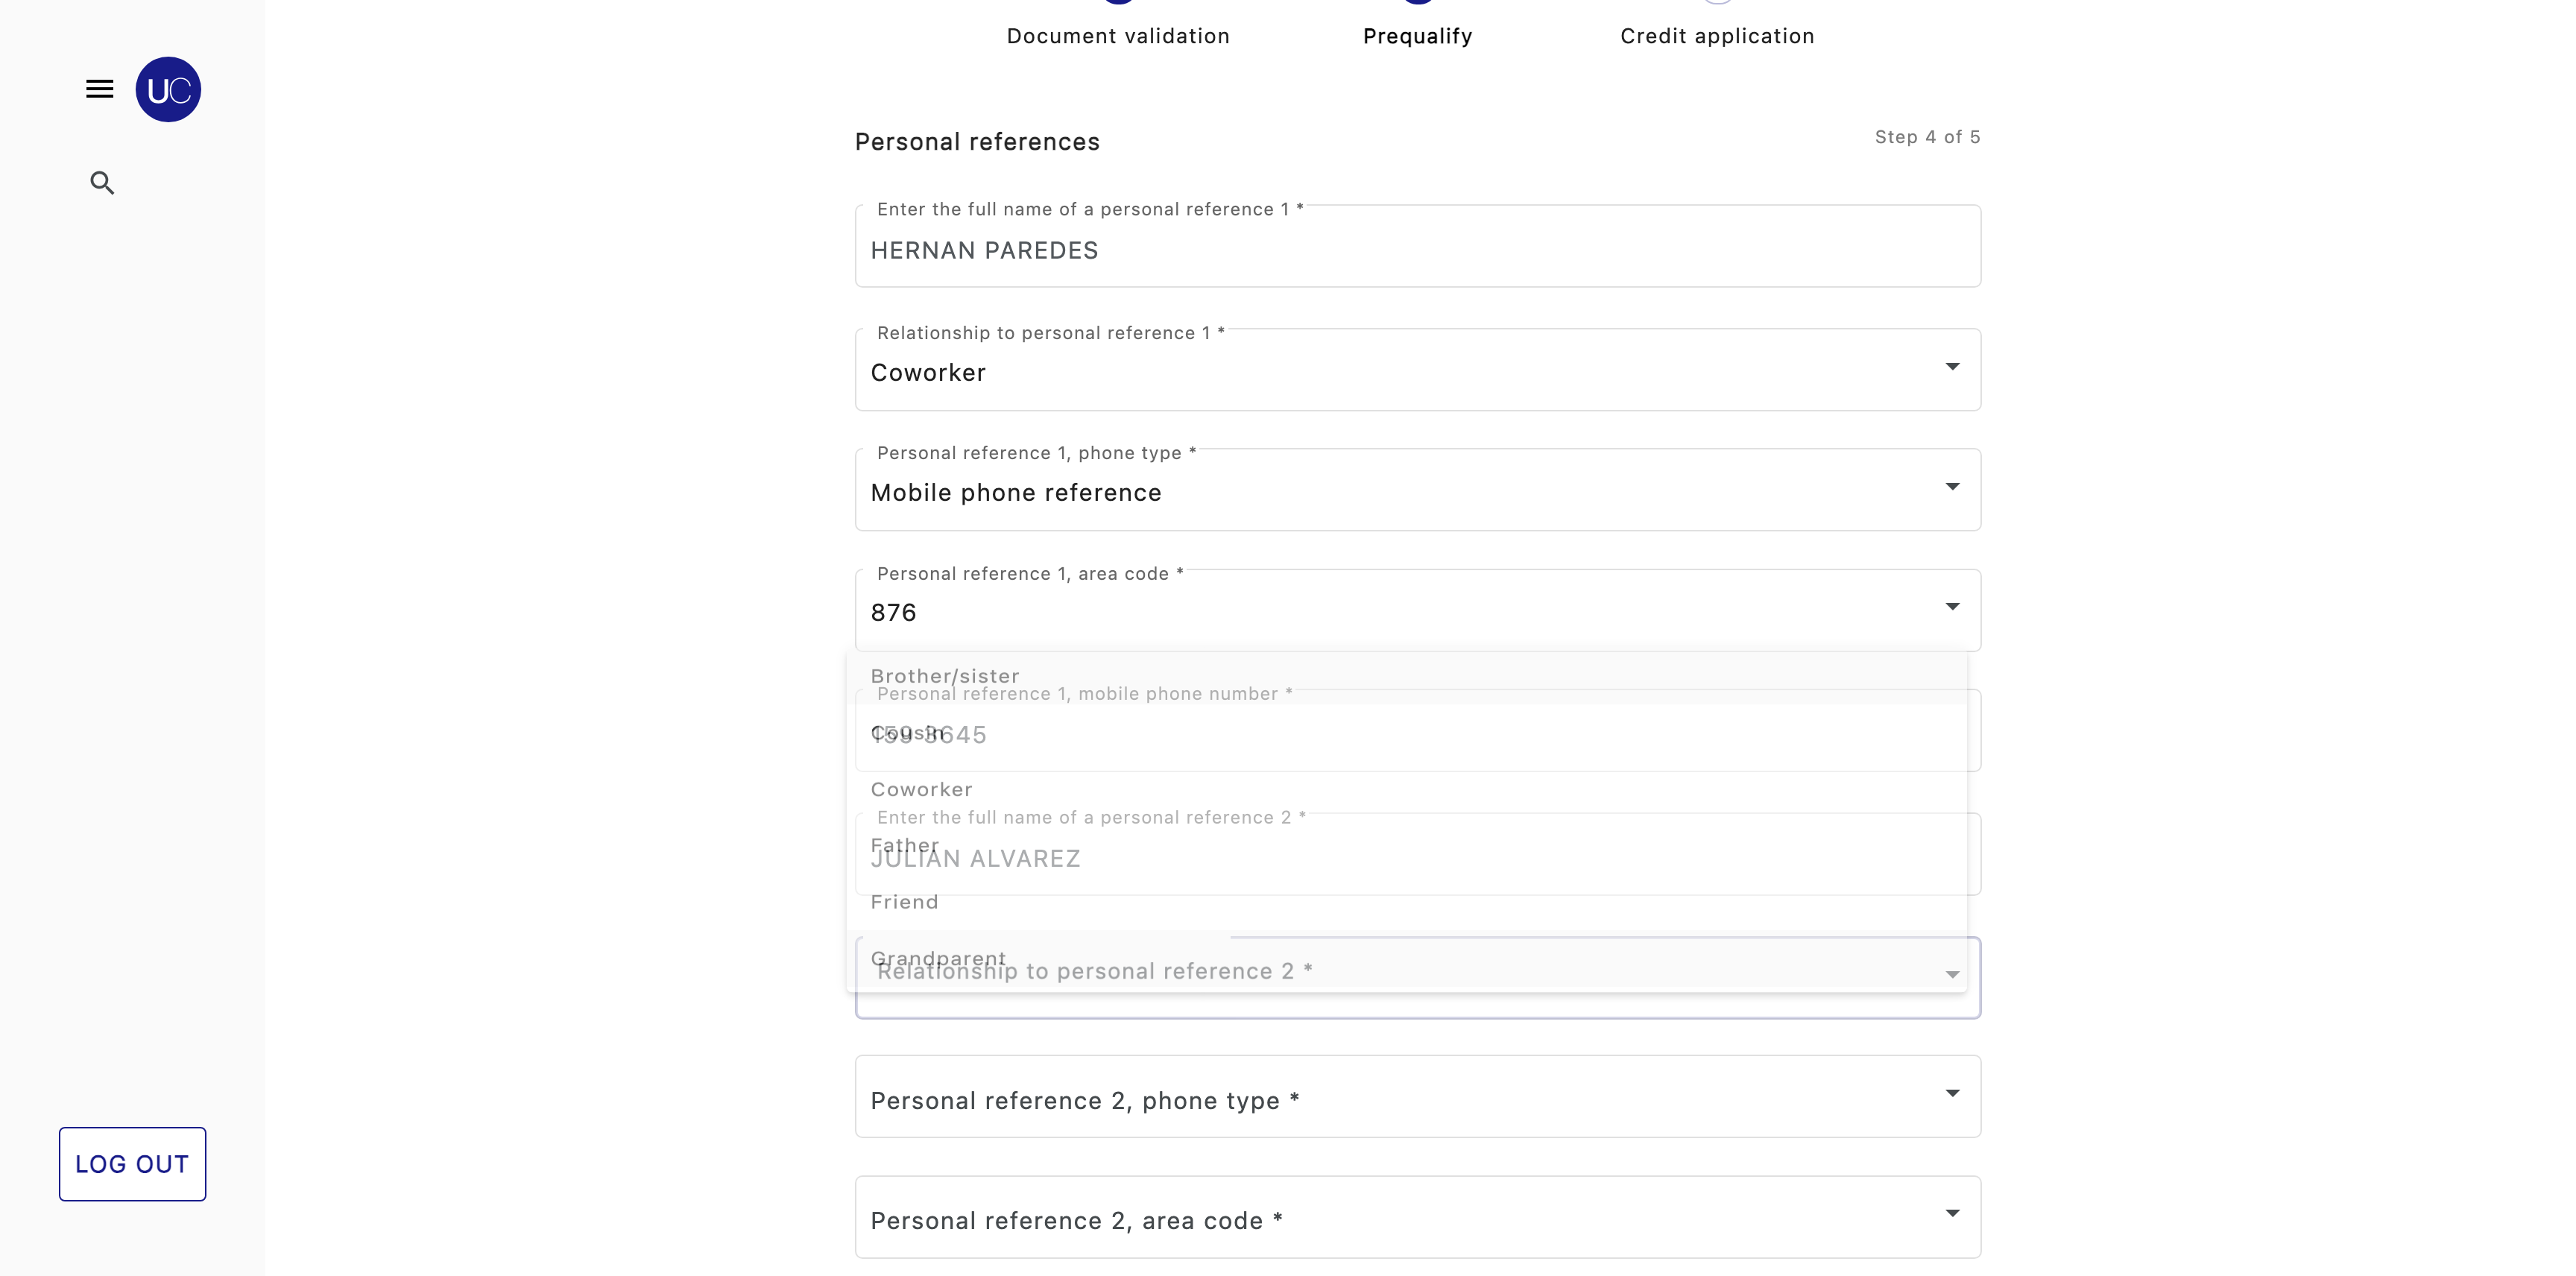 Document validation
Prequalify
Credit application
UC
Personal references
Step 4 of 5
Enter the full name of a personal reference 1 *
HERNAN PAREDES
Relationship to personal reference 1 *
Coworker
Personal reference 1, phone type *
Mobile phone reference
Personal reference 1, area code *
876
Brother/sister
Personal reference 1, mobile phone number *
Cousin
159 3645
Coworker
Enter the full name of a personal reference 2 *
Father
JULIAN ALVAREZ
Friend
Grandparent
Relationship to personal reference 2 *
Personal reference 2, phone type *
LOG OUT
Personal reference 2, area code *